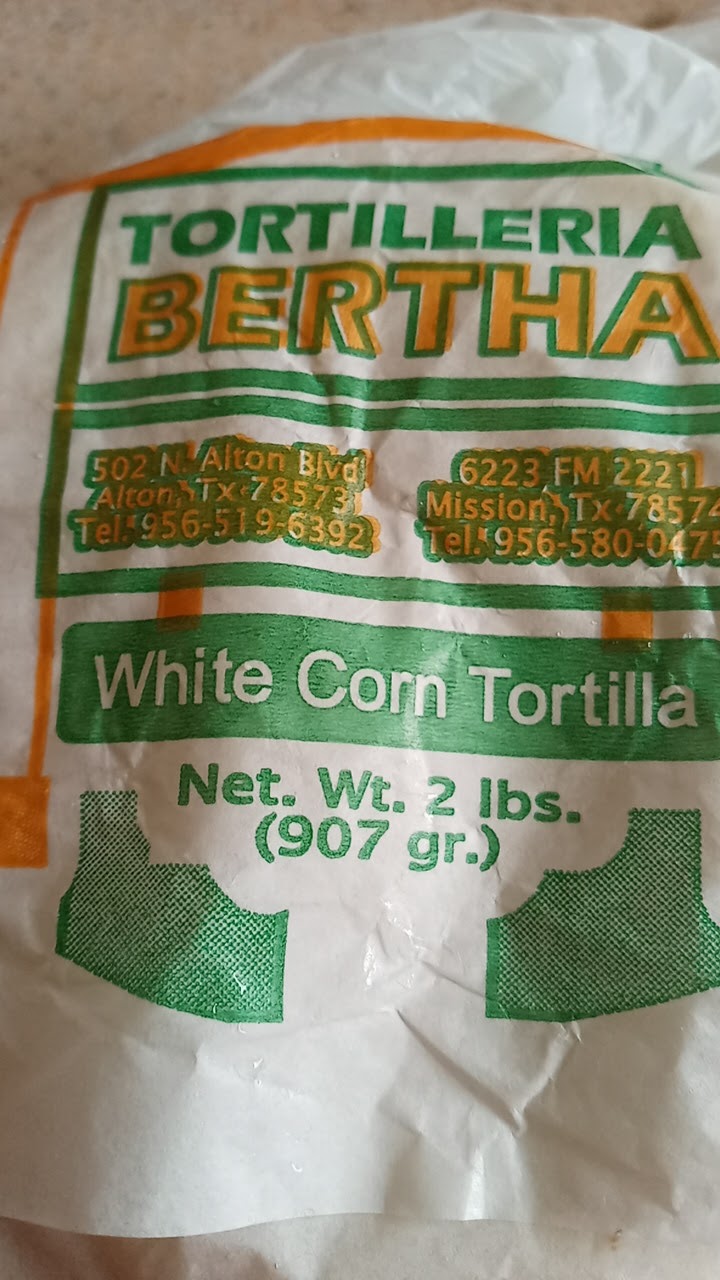 TORTILLERIA
BERTHA
502 N. Alton Blvd
Alton, Tx 78573
Tel. 956-519-6392
6223 FM 2221
Mission, Tx 78574
Tel. 956-580-0475
White Corn Tortilla
Net. Wt. 2 lbs.
(907 gr.)